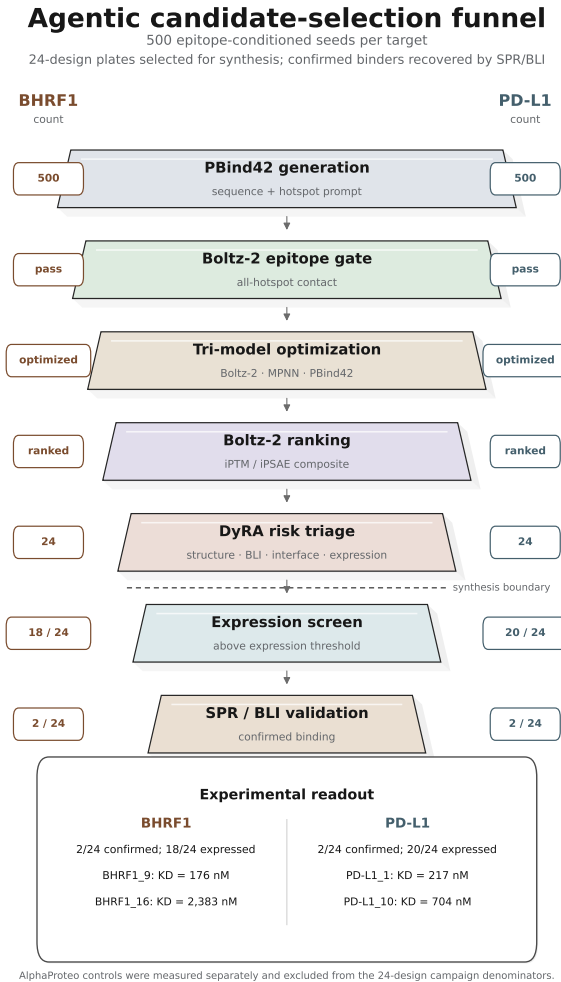 Agentic candidate-selection funnel
500 epitope-conditioned seeds per target
24-design plates selected for synthesis; confirmed binders recovered by SPR/BLI
BHRF1
count
PD-L1
count
500
PBind42 generation
sequence + hotspot prompt
500
pass
Boltz-2 epitope gate
all-hotspot contact
pass
optimized
Tri-model optimization
Boltz-2 · MPNN · PBind42
optimized
ranked
Boltz-2 ranking
iPTM / iPSAE composite
ranked
24
DyRA risk triage
structure · BLI · interface · expression
24
synthesis boundary
18 / 24
Expression screen
above expression threshold
20 / 24
2 / 24
SPR / BLI validation
confirmed binding
2 / 24
Experimental readout
BHRF1
2/24 confirmed; 18/24 expressed
BHRF1_9: KD = 176 nM
BHRF1_16: KD = 2,383 nM
PD-L1
2/24 confirmed; 20/24 expressed
PD-L1_1: KD = 217 nM
PD-L1_10: KD = 704 nM
AlphaProteo controls were measured separately and excluded from the 24-design campaign denominators.